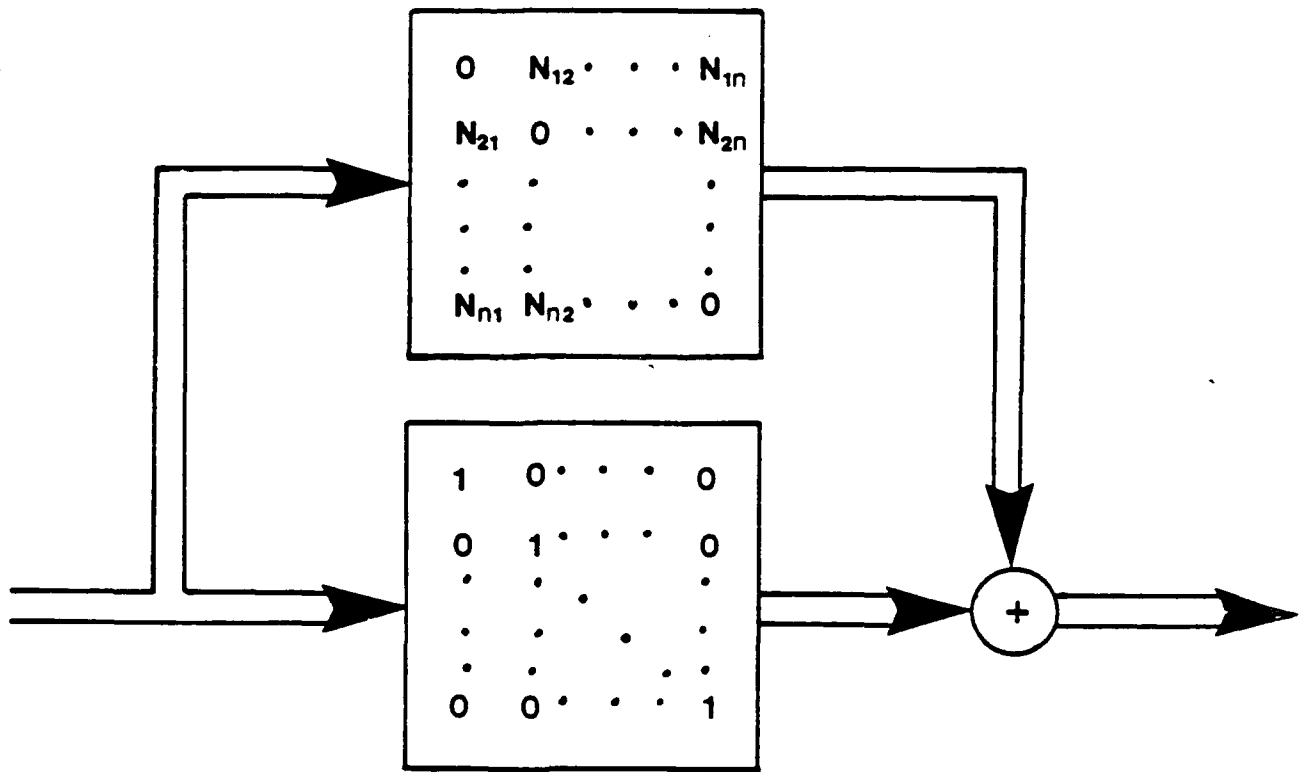 0 N₁₂ · · · N₁ₙ
N₂₁ 0 · · · N₂ₙ
· · ·
· · ·
· · ·
Nₙ₁ Nₙ₂ · · · 0
1 0 · · · 0
0 1 · · · 0
· · · ·
· · · ·
· · · ·
0 0 · · · 1
+